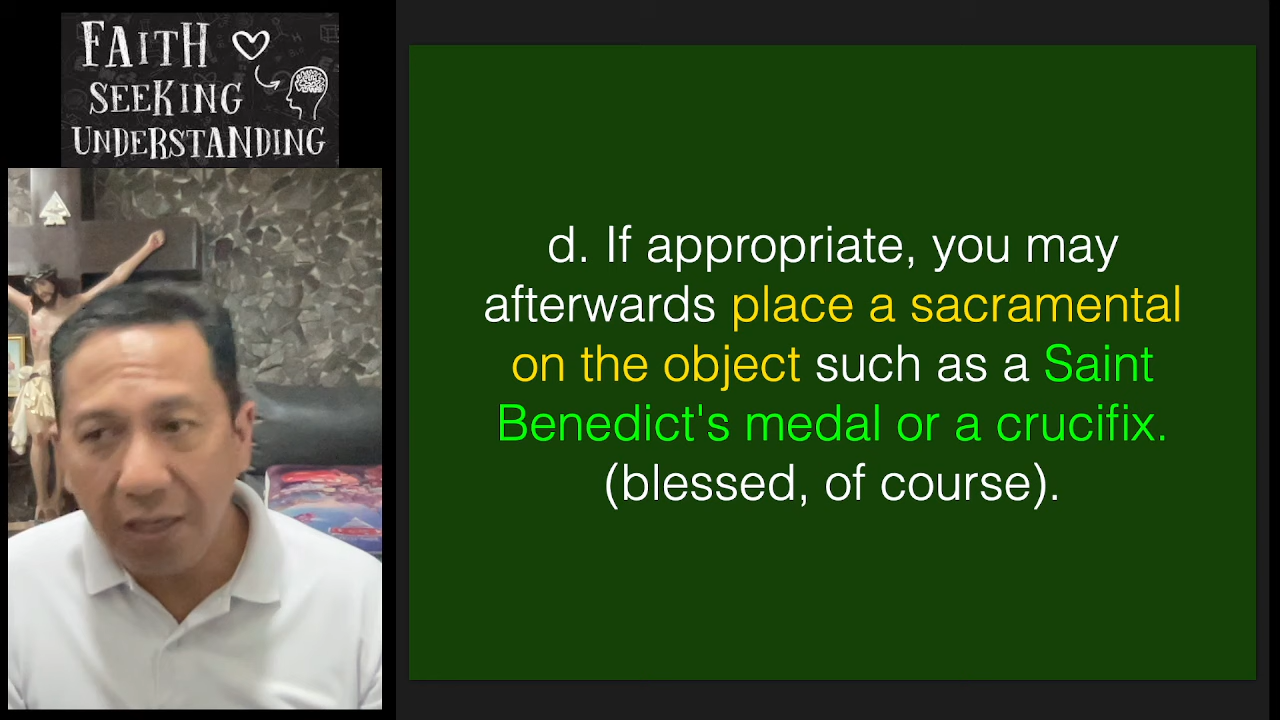 FAITH
SEEKING
UNDERSTANDING
d. If appropriate, you may
afterwards place a sacramental
on the object such as a Saint
Benedict's medal or a crucifix.
(blessed, of course).